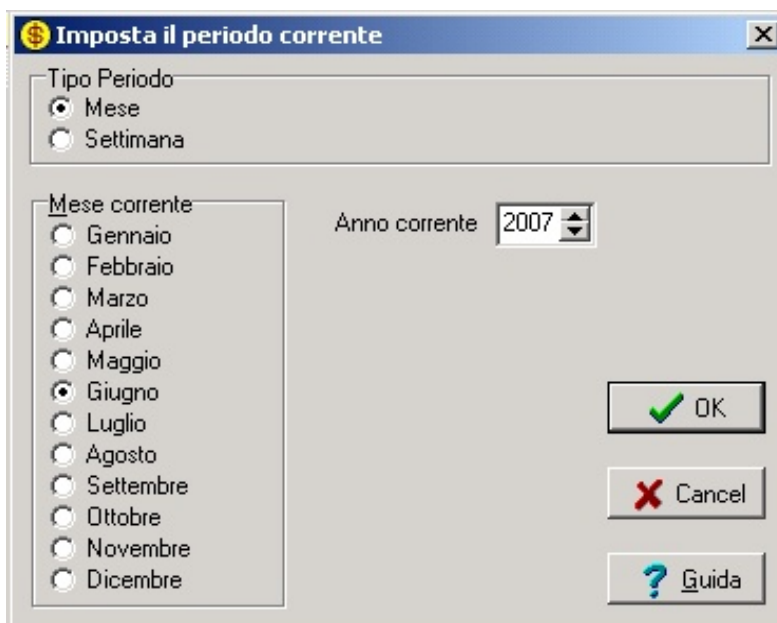 Imposta il periodo corrente
Tipo Periodo
Mese
Settimana
Mese corrente
Gennaio
Febbraio
Marzo
Aprile
Maggio
Giugno
Luglio
Agosto
Settembre
Ottobre
Novembre
Dicembre
Anno corrente 2007
OK
Cancel
Guida